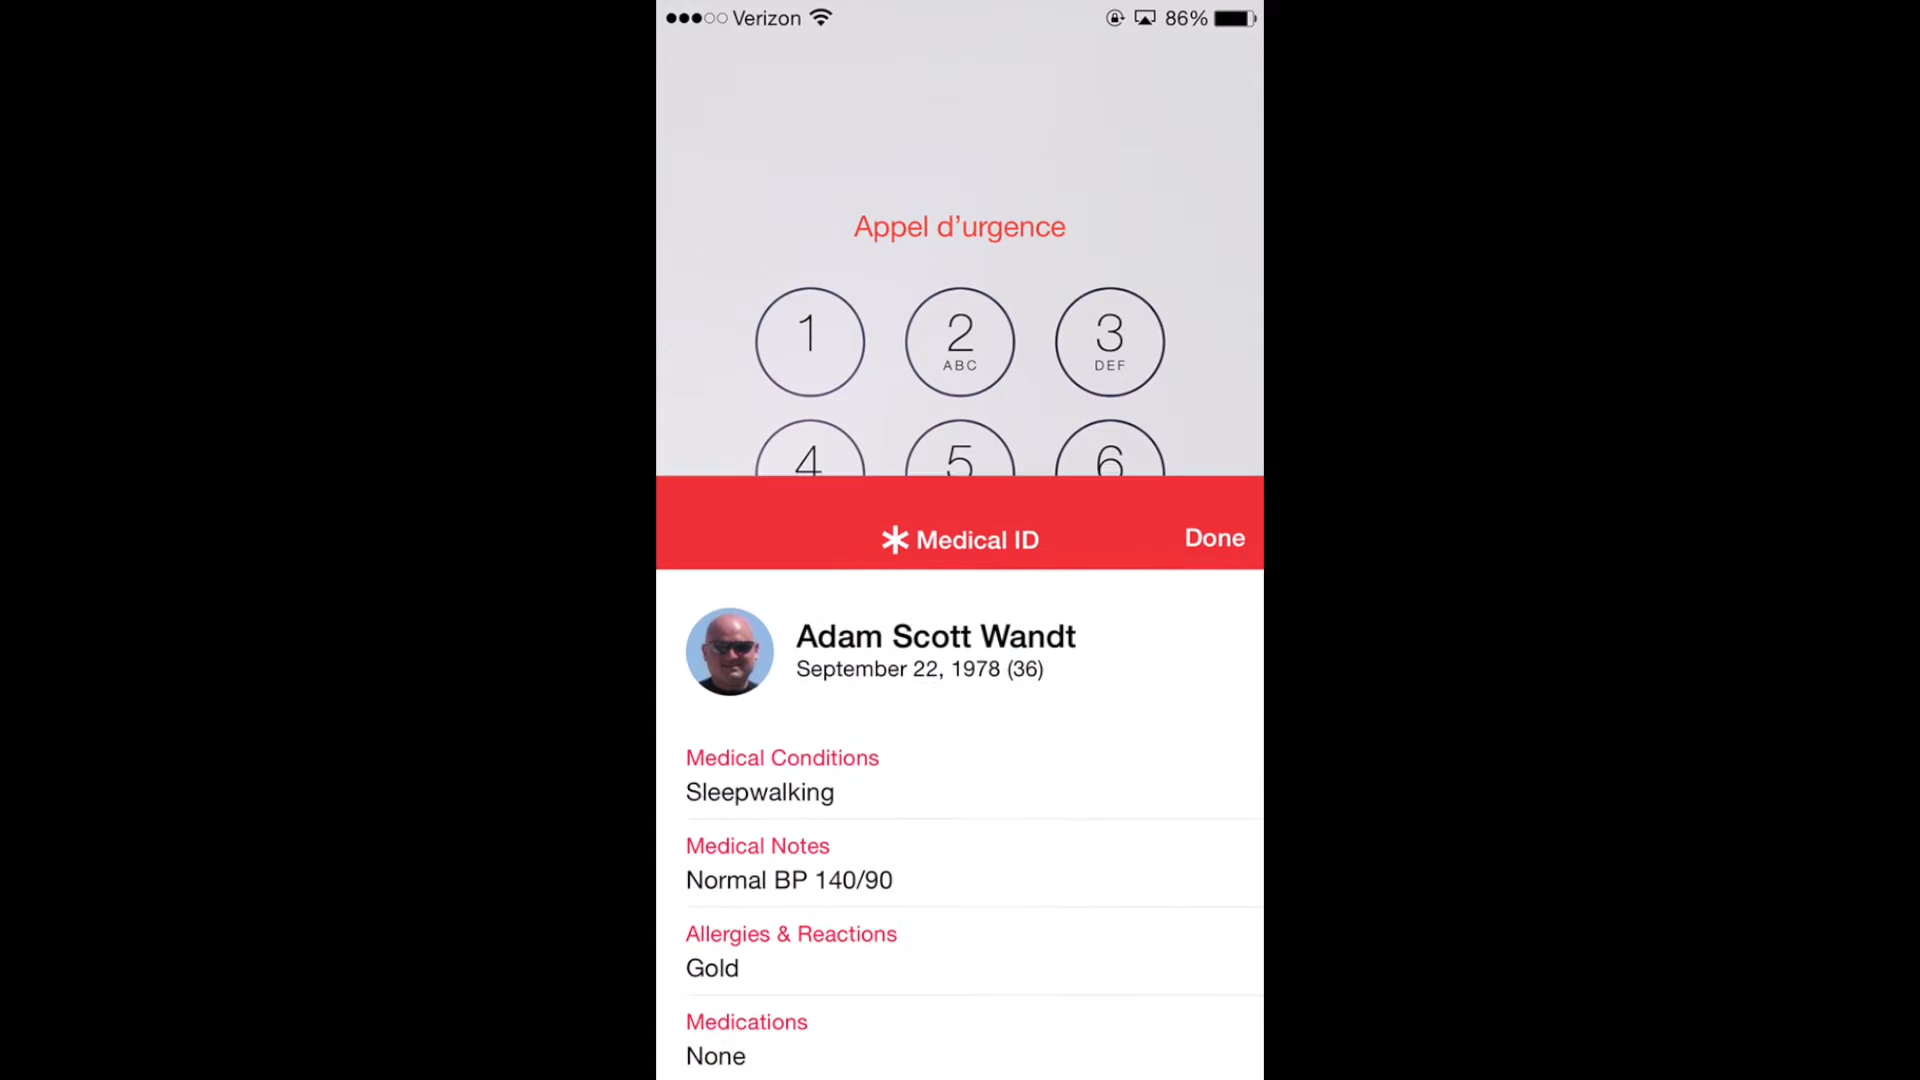 Verizon 86%
Appel d’urgence
1 2 3
ABC DEF
4 5 6
Medical ID Done
Adam Scott Wandt
September 22, 1978 (36)
Medical Conditions
Sleepwalking
Medical Notes
Normal BP 140/90
Allergies & Reactions
Gold
Medications
None